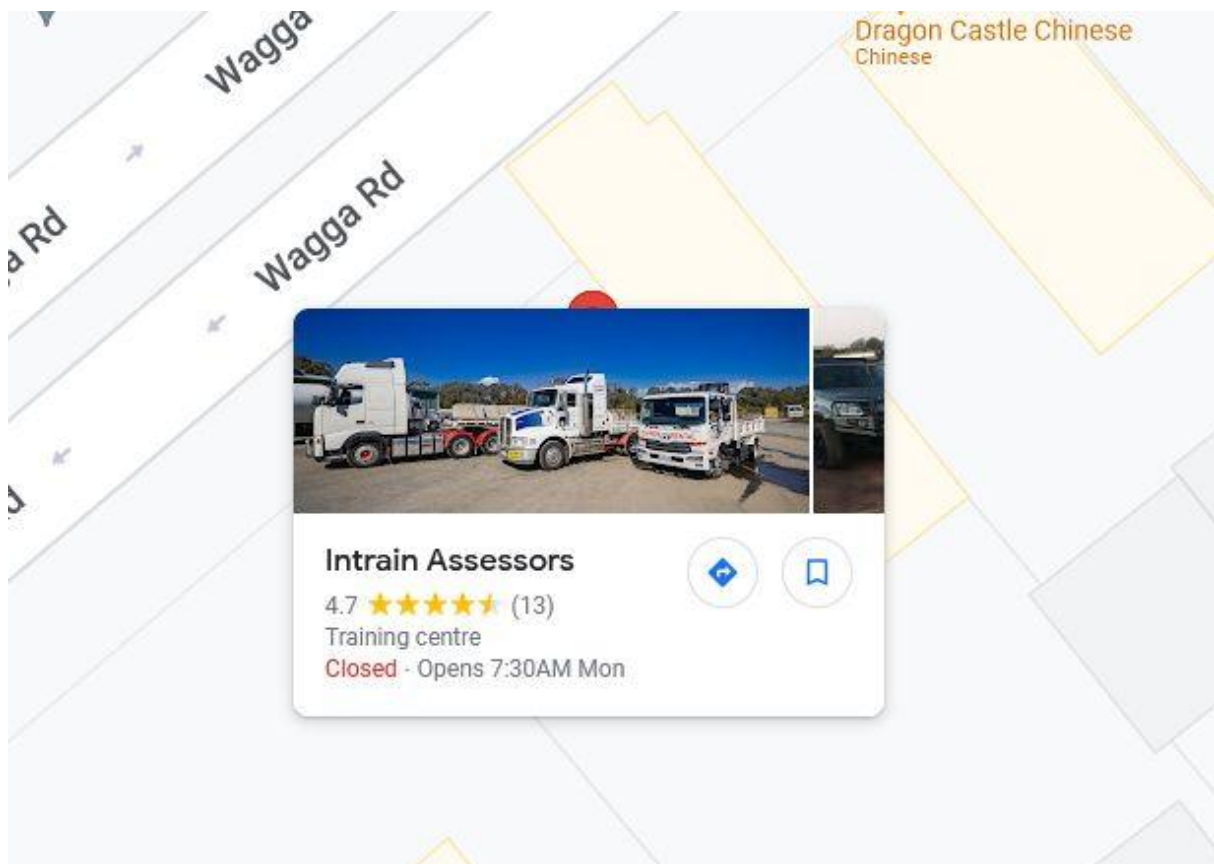 Wagga
Dragon Castle Chinese
Chinese
a Rd
Wagga Rd
d
Intrain Assessors
4.7 (13)
Training centre
Closed · Opens 7:30AM Mon